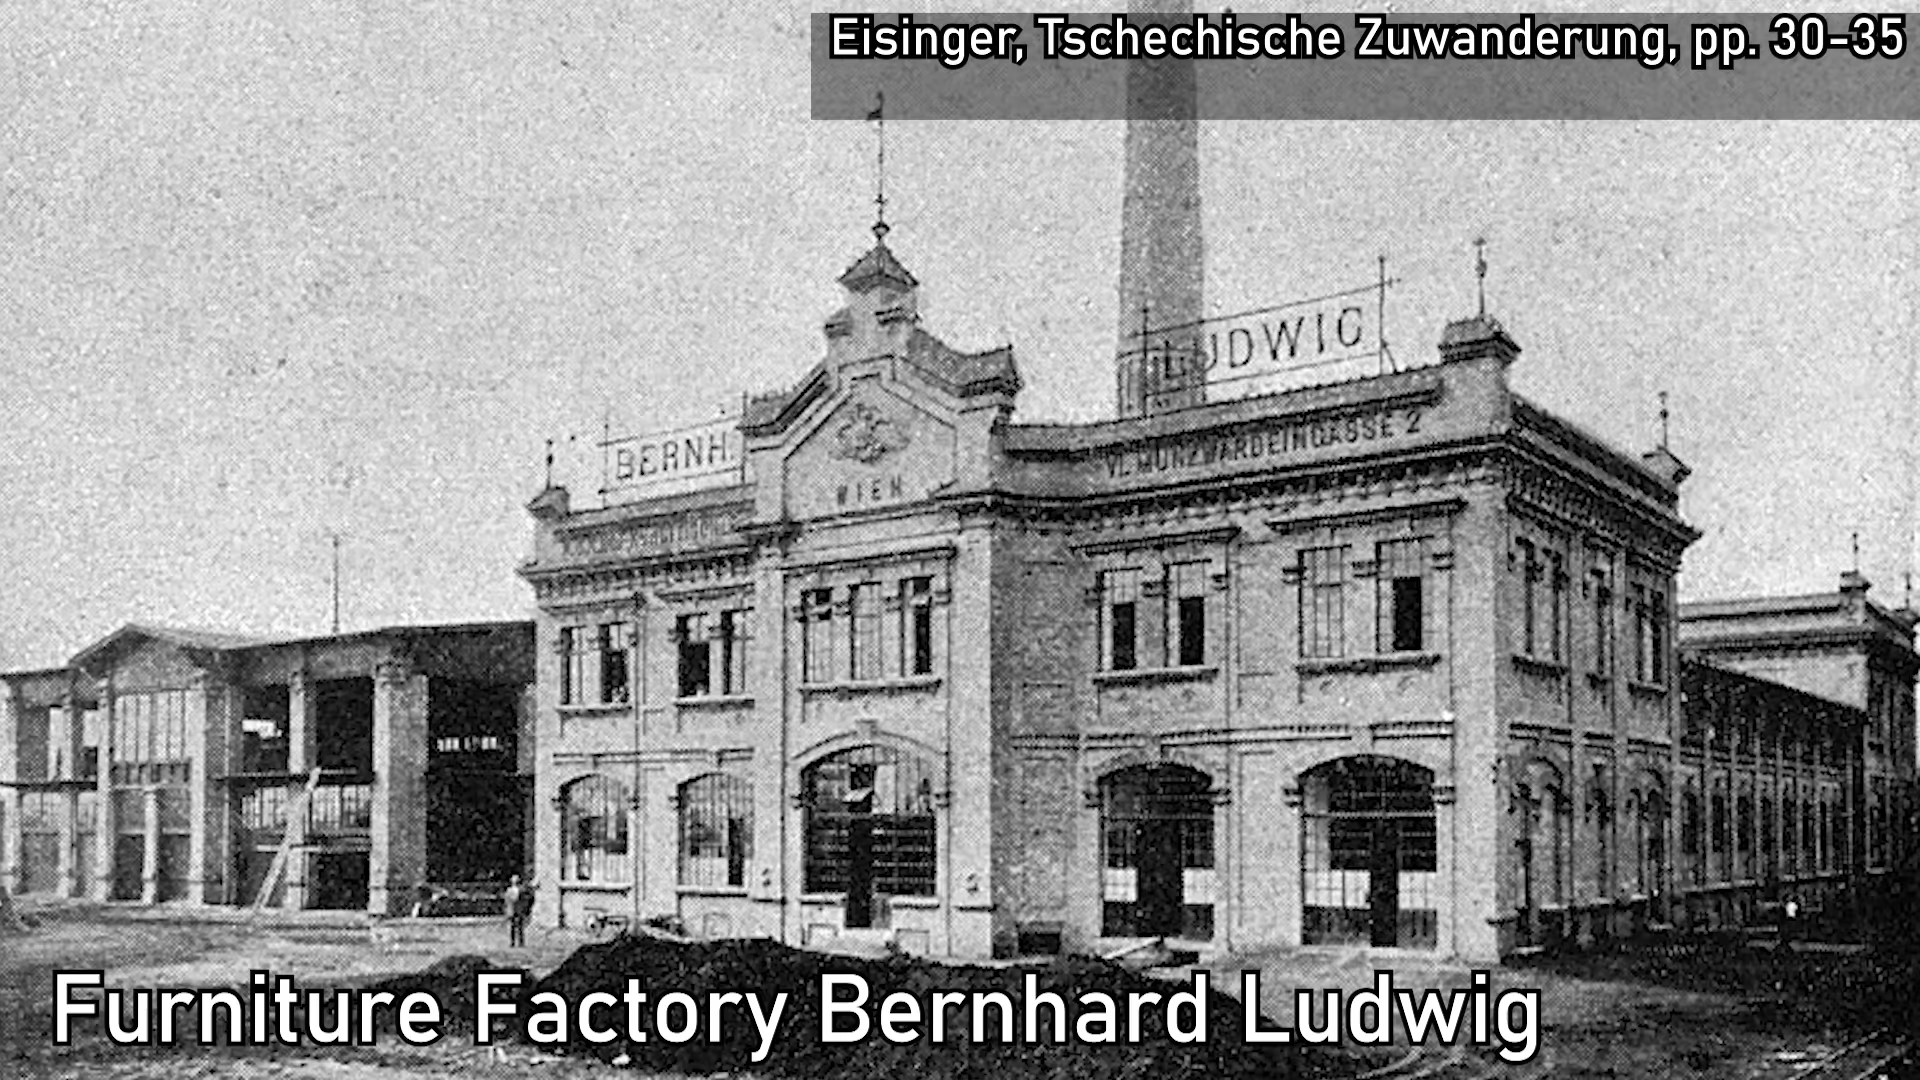 Eisinger, Tschechische Zuwanderung, pp. 30-35
LUDWIG
BERNH.
VI. MÜNZWARDEINGASSE 2
WIEN
Furniture Factory Bernhard Ludwig